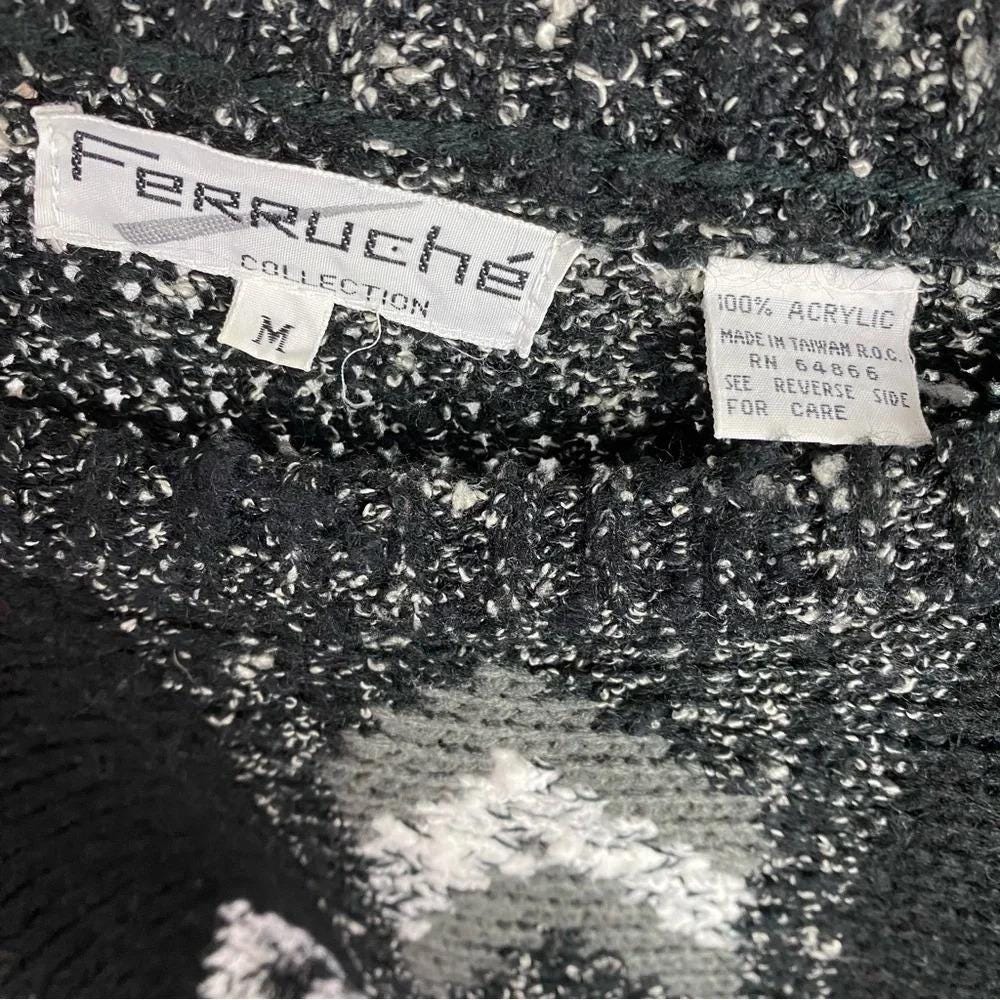 Ferruché
COLLECTION
M
100% ACRYLIC
MADE IN TAIWAN R.O.C.
RN 64866
SEE REVERSE SIDE
FOR CARE